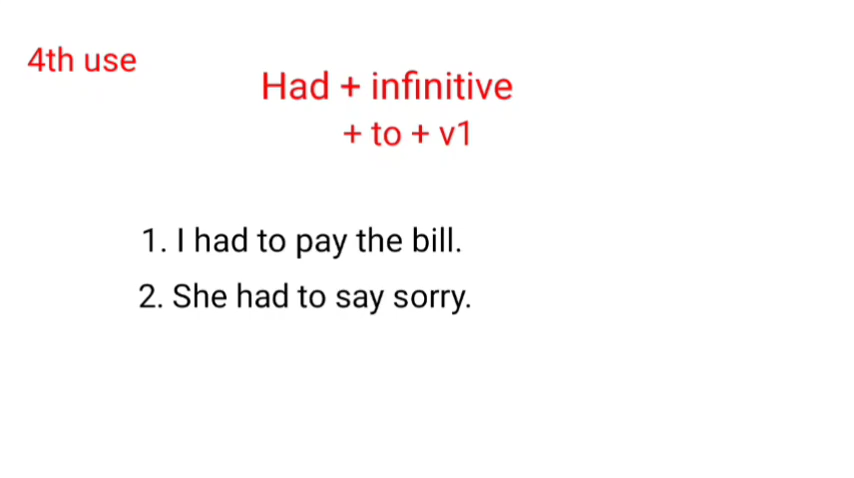 4th use
Had + infinitive
+ to + v1
1. I had to pay the bill.
2. She had to say sorry.